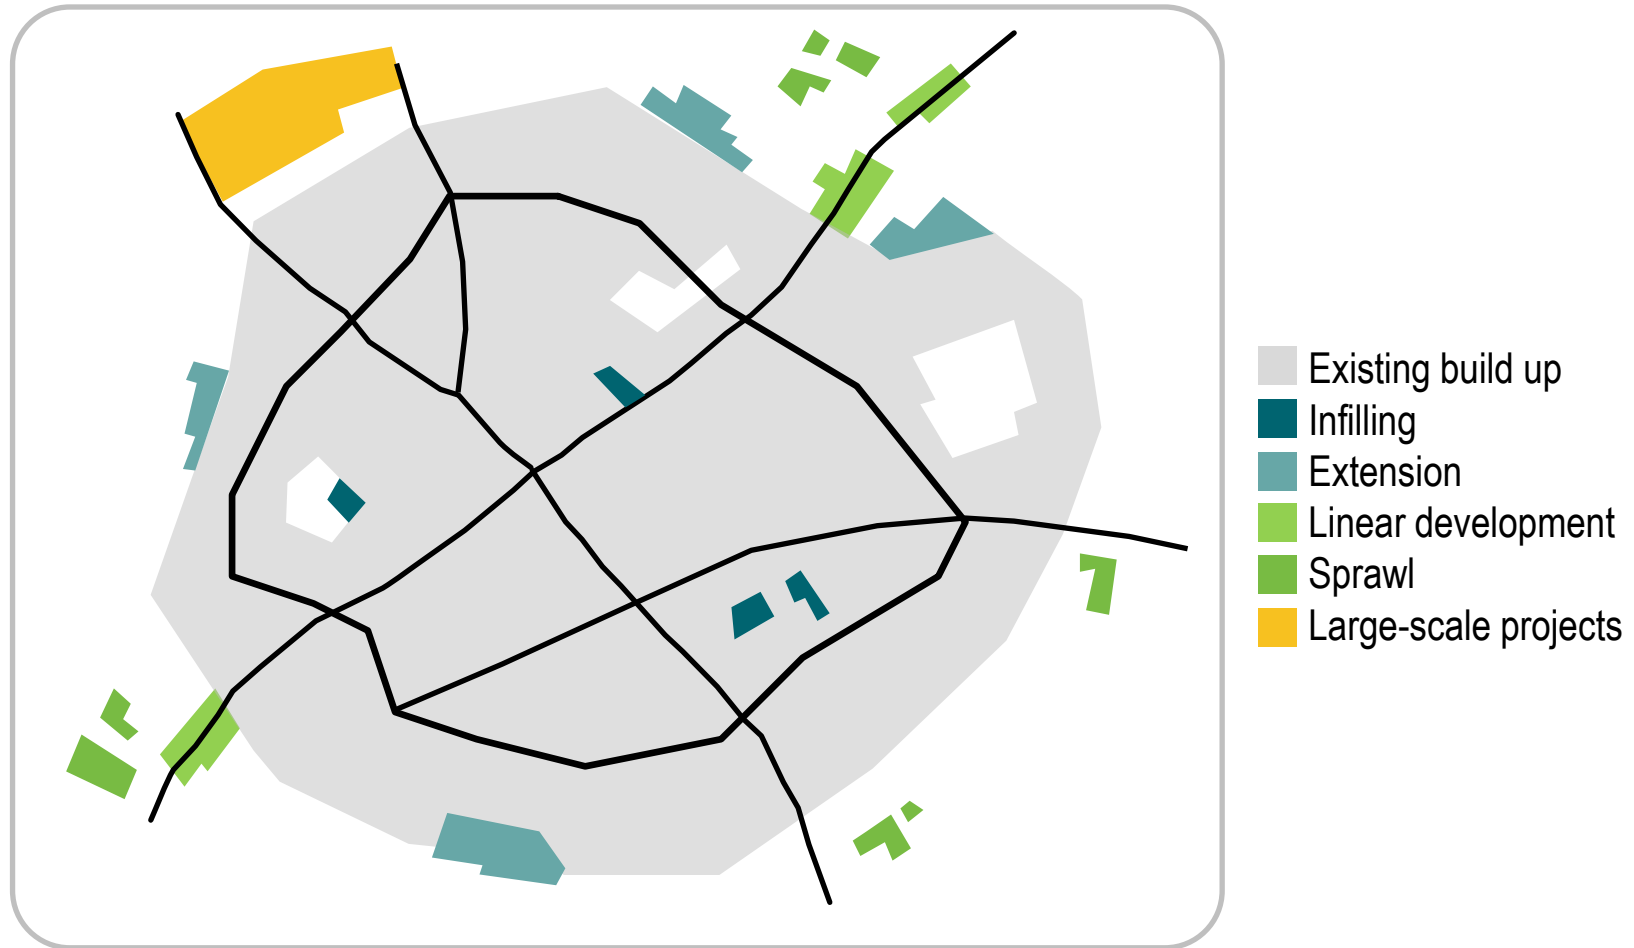 Existing build up
Infilling
Extension
Linear development
Sprawl
Large-scale projects